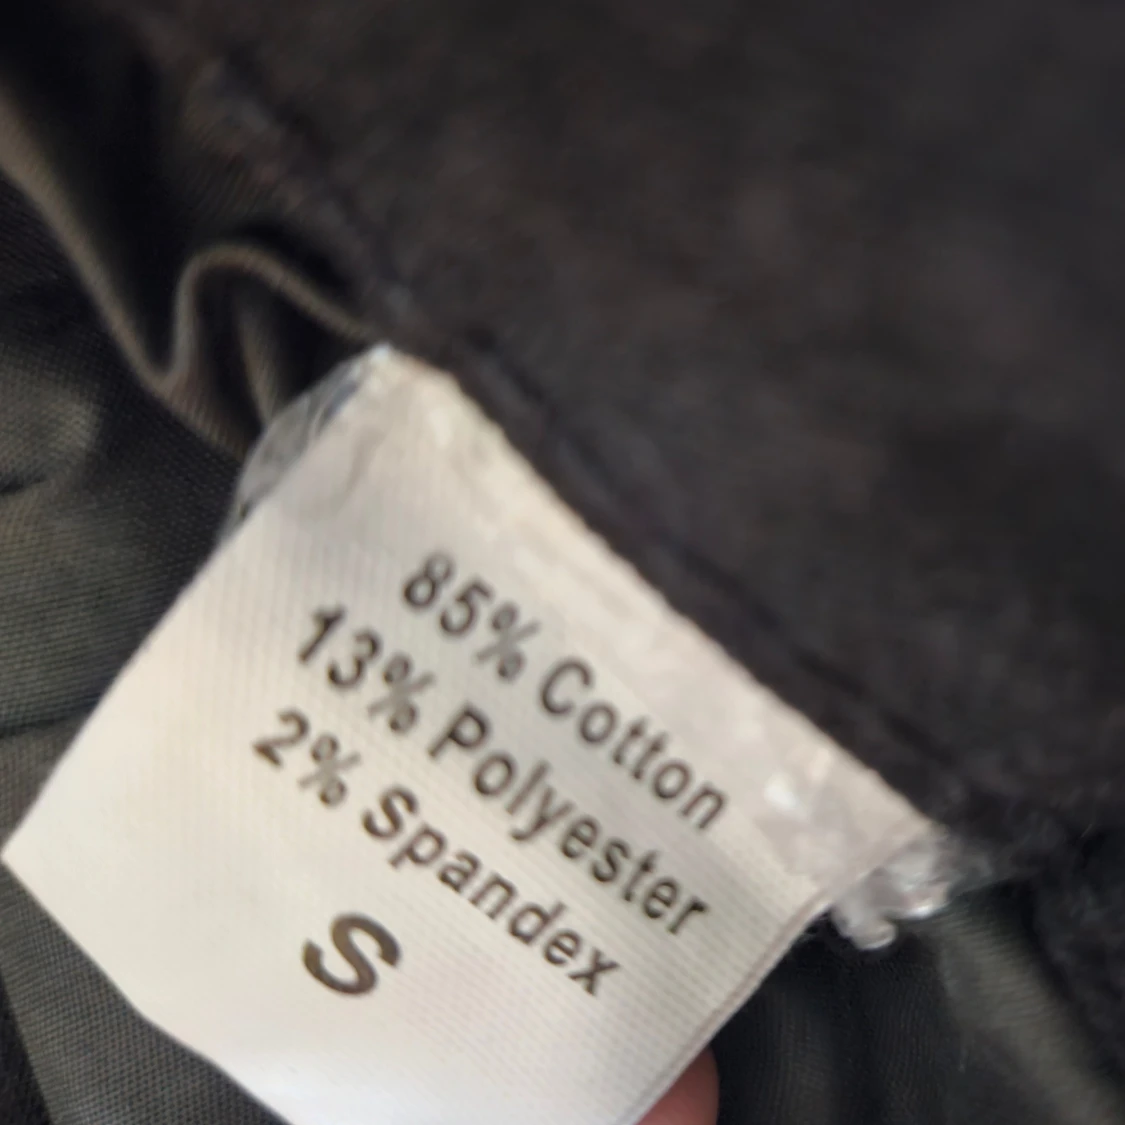 85% Cotton
13% Polyester
2% Spandex
S